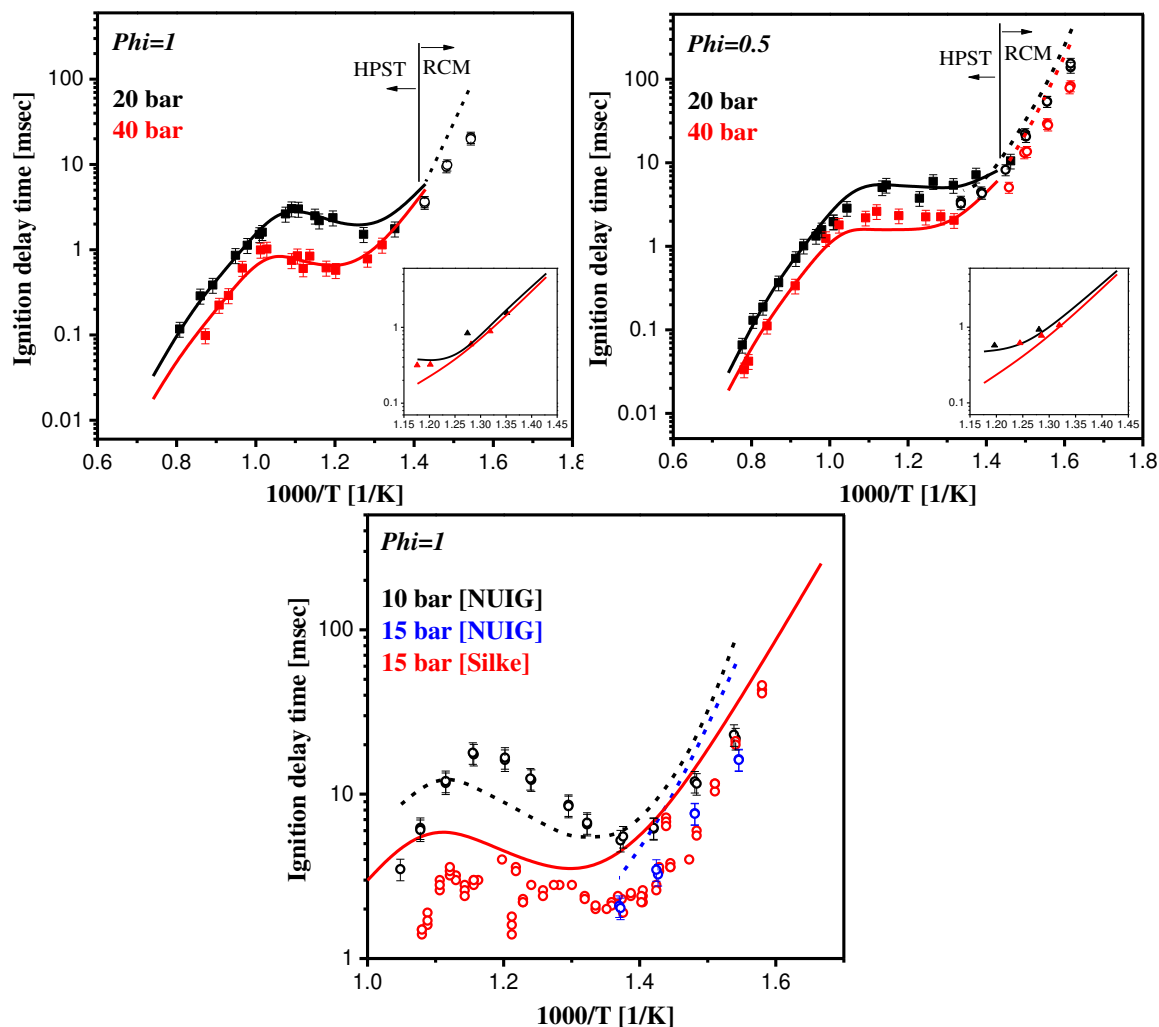 Phi=1
HPST
RCM
20 bar
40 bar
Ignition delay time [msec]
100
10
1
0.1
0.01
1
0.1
1.15 1.20 1.25 1.30 1.35 1.40 1.45
0.6 0.8 1.0 1.2 1.4 1.6 1.8
1000/T [1/K]
Phi=0.5
HPST
RCM
20 bar
40 bar
Ignition delay time [msec]
100
10
1
0.1
0.01
1
0.1
1.15 1.20 1.25 1.30 1.35 1.40 1.45
0.6 0.8 1.0 1.2 1.4 1.6 1.8
1000/T [1/K]
Phi=1
10 bar [NUIG]
15 bar [NUIG]
15 bar [Silke]
Ignition delay time [msec]
100
10
1
1.0 1.2 1.4 1.6
1000/T [1/K]